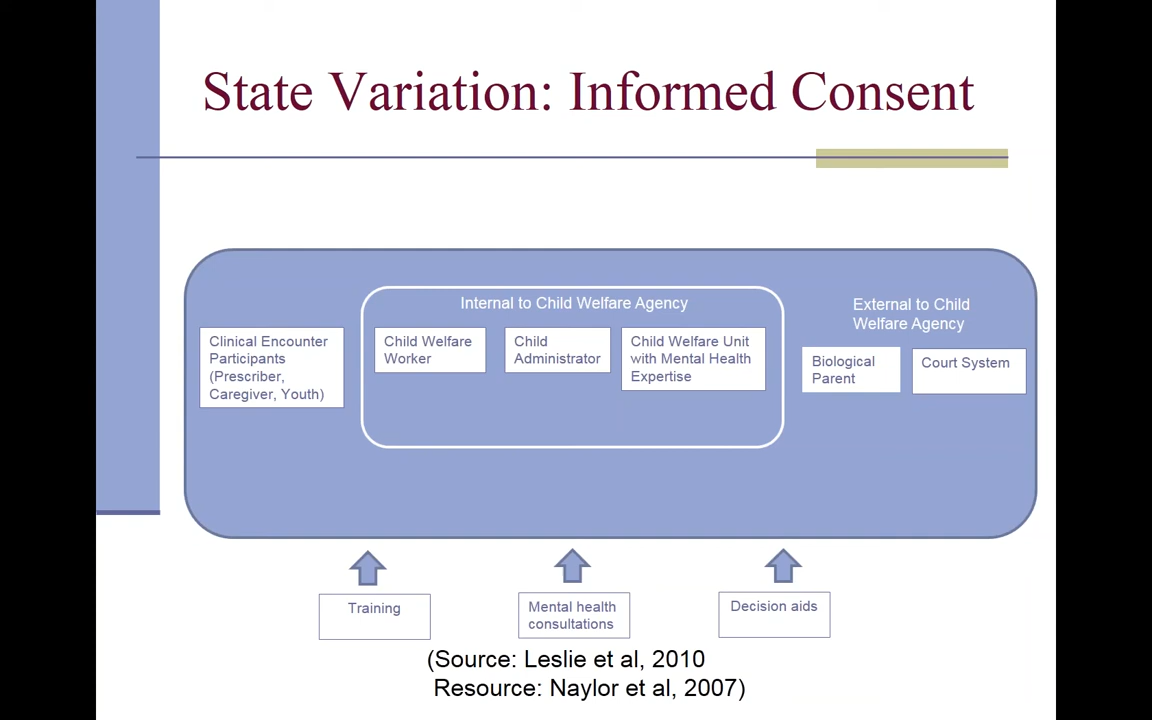 State Variation: Informed Consent
Internal to Child Welfare Agency
External to Child
Welfare Agency
Clinical Encounter
Participants
(Prescriber,
Caregiver, Youth)
Child Welfare
Worker
Child
Administrator
Child Welfare Unit
with Mental Health
Expertise
Biological
Parent
Court System
Training
Mental health
consultations
Decision aids
(Source: Leslie et al, 2010
Resource: Naylor et al, 2007)